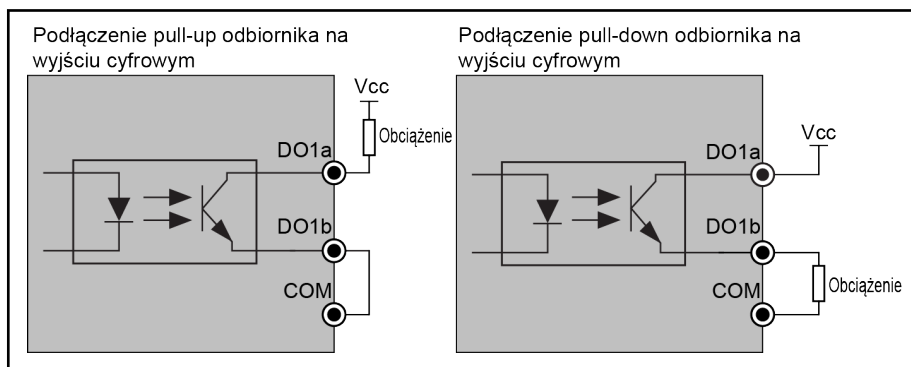 Podłączenie pull-up odbiornika na
wyjściu cyfrowym
Vcc
Obciążenie
DO1a
DO1b
COM
Podłączenie pull-down odbiornika na
wyjściu cyfrowym
Vcc
DO1a
DO1b
COM
Obciążenie